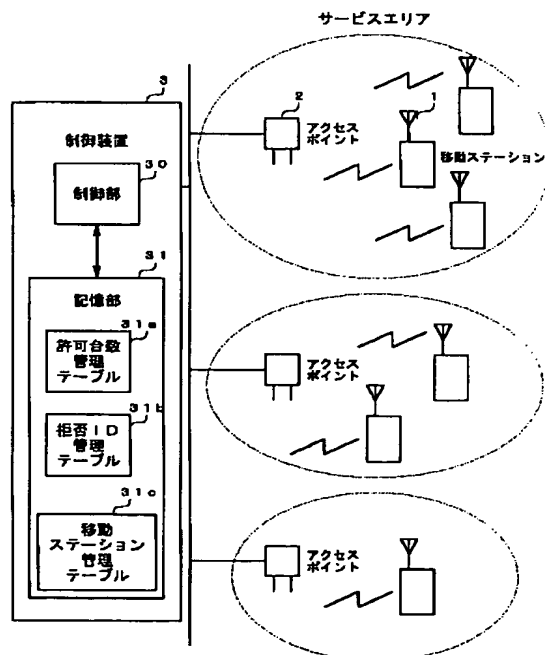 サービスエリア
3
制御装置
30
制御部
31
記憶部
31a
許可台数
管理
テーブル
31b
拒否ID
管理
テーブル
31c
移動
ステーション
管理
テーブル
2
アクセス
ポイント
1
移動ステーション
アクセス
ポイント
アクセス
ポイント